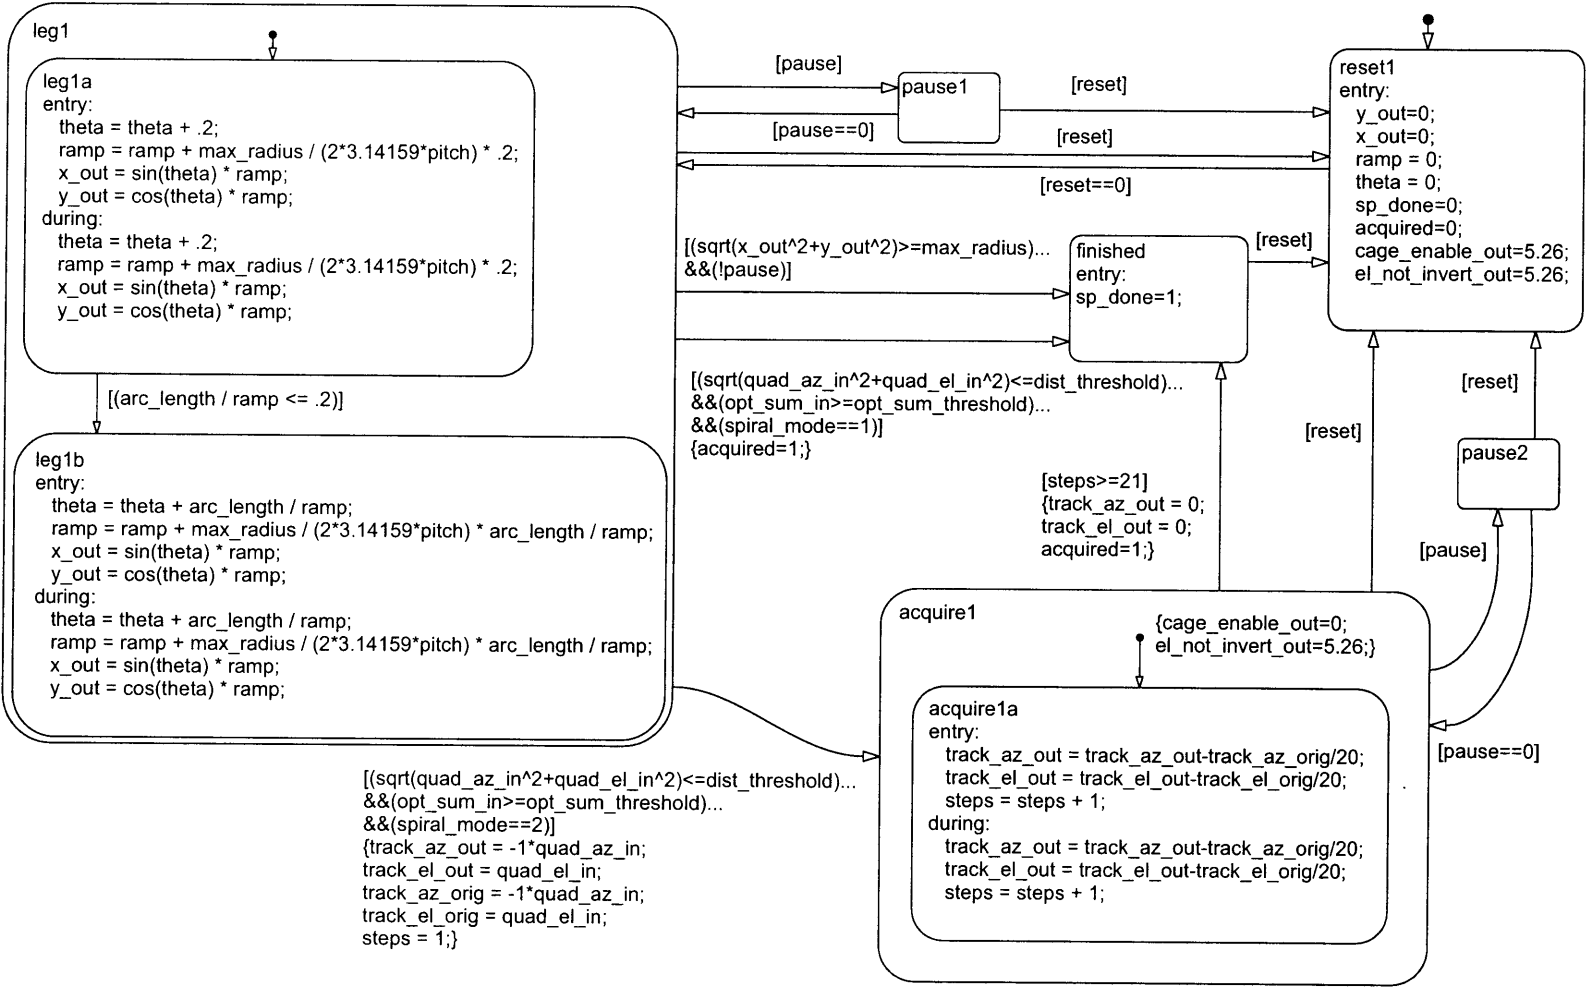 leg1
leg1a
entry:
theta = theta + .2;
ramp = ramp + max_radius / (2*3.14159*pitch) * .2;
x_out = sin(theta) * ramp;
y_out = cos(theta) * ramp;
during:
theta = theta + .2;
ramp = ramp + max_radius / (2*3.14159*pitch) * .2;
x_out = sin(theta) * ramp;
y_out = cos(theta) * ramp;
[(arc_length / ramp <= .2)]
leg1b
entry:
theta = theta + arc_length / ramp;
ramp = ramp + max_radius / (2*3.14159*pitch) * arc_length / ramp;
x_out = sin(theta) * ramp;
y_out = cos(theta) * ramp;
during:
theta = theta + arc_length / ramp;
ramp = ramp + max_radius / (2*3.14159*pitch) * arc_length / ramp;
x_out = sin(theta) * ramp;
y_out = cos(theta) * ramp;
[pause]
pause1
[pause==0]
[reset]
[reset]
[reset==0]
reset1
entry:
y_out=0;
x_out=0;
ramp = 0;
theta = 0;
sp_done=0;
acquired=0;
cage_enable_out=5.26;
el_not_invert_out=5.26;
[(sqrt(x_out^2+y_out^2)>=max_radius)...
&&(!pause)]
finished
entry:
sp_done=1;
[reset]
[(sqrt(quad_az_in^2+quad_el_in^2)<=dist_threshold)...
&&(opt_sum_in>=opt_sum_threshold)...
&&(spiral_mode==1)]
{acquired=1;}
[steps>=21]
{track_az_out = 0;
track_el_out = 0;
acquired=1;}
[reset]
[reset]
pause2
[pause]
[pause==0]
acquire1
{cage_enable_out=0;
el_not_invert_out=5.26;}
acquire1a
entry:
track_az_out = track_az_out-track_az_orig/20;
track_el_out = track_el_out-track_el_orig/20;
steps = steps + 1;
during:
track_az_out = track_az_out-track_az_orig/20;
track_el_out = track_el_out-track_el_orig/20;
steps = steps + 1;
[(sqrt(quad_az_in^2+quad_el_in^2)<=dist_threshold)...
&&(opt_sum_in>=opt_sum_threshold)...
&&(spiral_mode==2)]
{track_az_out = -1*quad_az_in;
track_el_out = quad_el_in;
track_az_orig = -1*quad_az_in;
track_el_orig = quad_el_in;
steps = 1;}